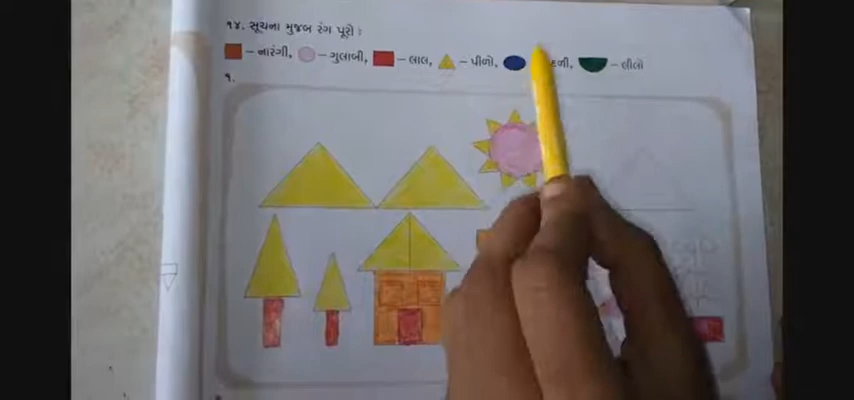 ૧૪. સૂચના મુજબ રંગ પૂરો :
– નારંગી, – ગુલાબી, – લાલ, – પીળો, – લીલો
૧.